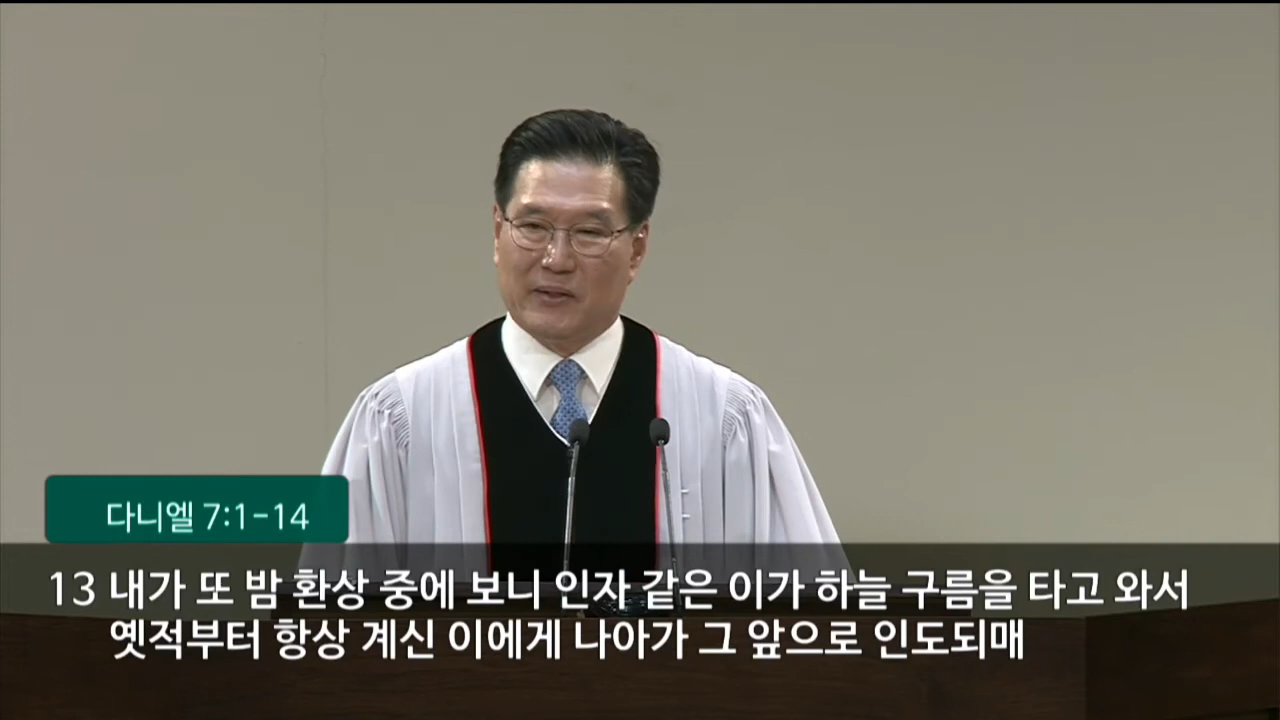 다니엘 7:1-14
13 내가 또 밤 환상 중에 보니 인자 같은 이가 하늘 구름을 타고 와서
옛적부터 항상 계신 이에게 나아가 그 앞으로 인도되매